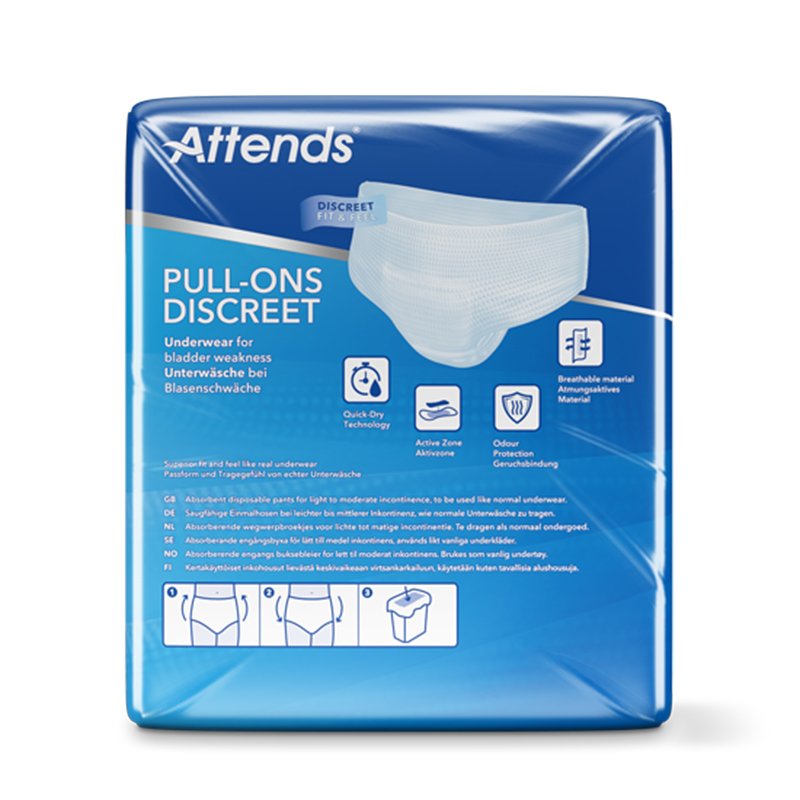 Attends®
DISCREET
FIT & FEEL
PULL-ONS
DISCREET
Underwear for
bladder weakness
Unterwäsche bei
Blasenschwäche
Quick-Dry
Technology
Active Zone
Aktivzone
Odour
Protection
Geruchsbindung
Breathable material
Atmungsaktives
Material
Superior fit and feel like real underwear
Passform und Tragegefühl von echter Unterwäsche
GB Absorbent disposable pants for light to moderate incontinence, to be used like normal underwear.
DE Saugfähige Einmalhosen bei leichter bis mittlerer Inkontinenz, wie normale Unterwäsche zu tragen.
NL Absorberende wegwerpbroekjes voor lichte tot matige incontinentie. Te dragen als normaal ondergoed.
SE Absorberande engångsbyxa för lätt till medel inkontinens, används likt vanliga underkläder.
NO Absorberende engangs buksebleier for lett til moderat inkontinens. Brukes som vanlig undertøy.
FI Kertakäyttöiset inkohousut lievästä keskivaikeaan virtsankarkailuun, käytetään kuten tavallisia alushousuja.
1 2 3